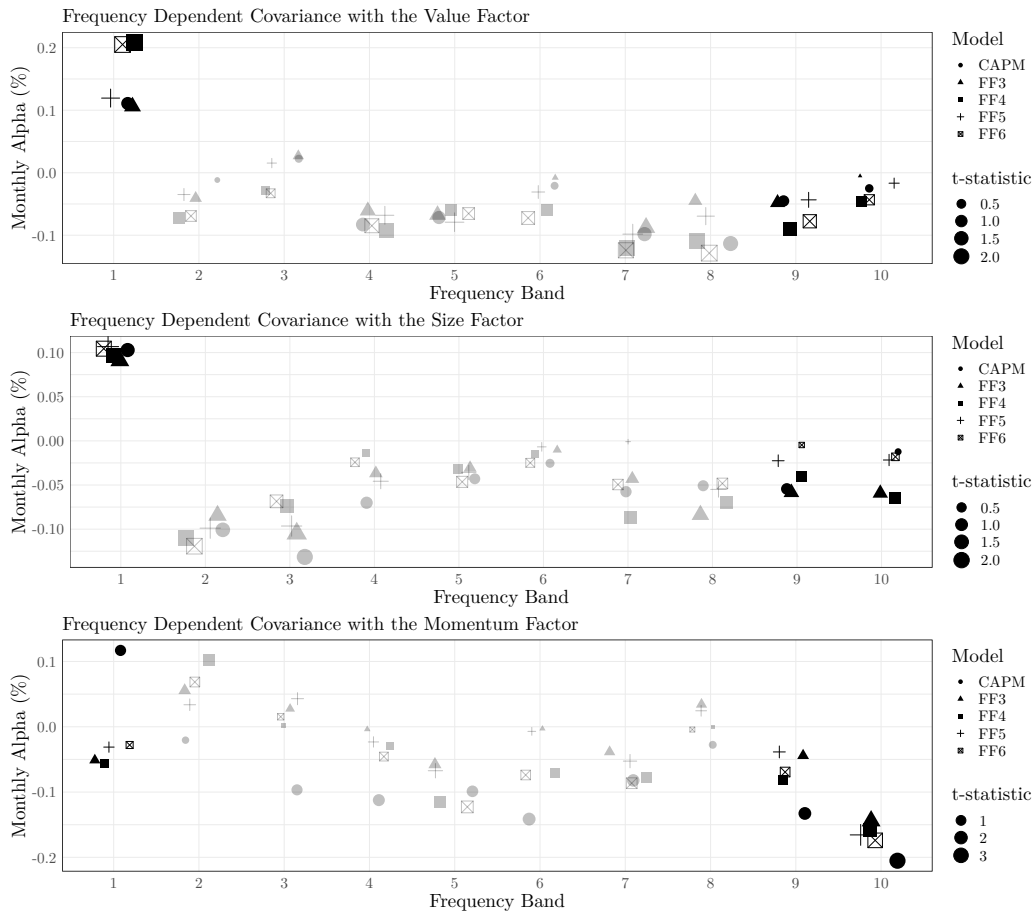 Frequency Dependent Covariance with the Value Factor
Monthly Alpha (%)
0.2
0.1
0.0
-0.1
1 2 3 4 5 6 7 8 9 10
Frequency Band
Model
CAPM
FF3
FF4
FF5
FF6
t-statistic
0.5
1.0
1.5
2.0
Frequency Dependent Covariance with the Size Factor
Monthly Alpha (%)
0.10
0.05
0.00
-0.05
-0.10
1 2 3 4 5 6 7 8 9 10
Frequency Band
Model
CAPM
FF3
FF4
FF5
FF6
t-statistic
0.5
1.0
1.5
2.0
Frequency Dependent Covariance with the Momentum Factor
Monthly Alpha (%)
0.1
0.0
-0.1
-0.2
1 2 3 4 5 6 7 8 9 10
Frequency Band
Model
CAPM
FF3
FF4
FF5
FF6
t-statistic
1
2
3